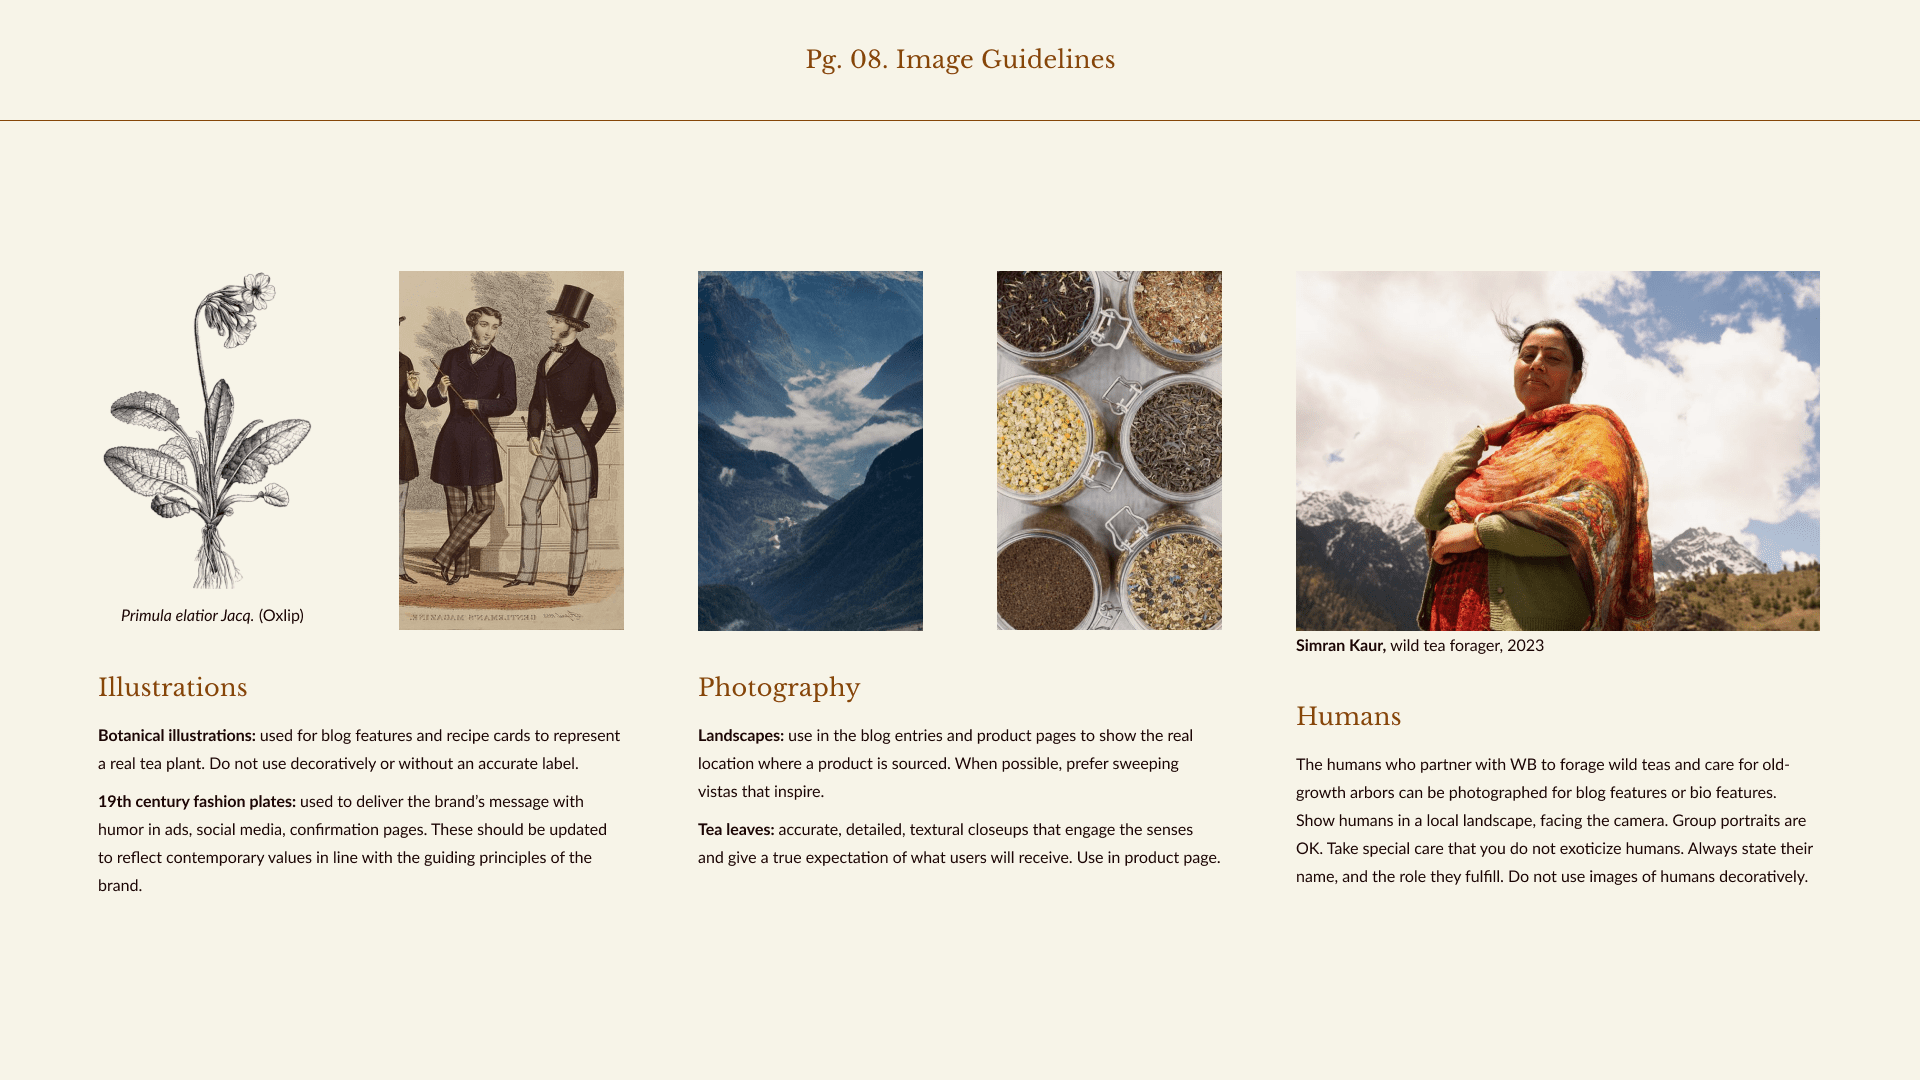 Pg. 08. Image Guidelines
Primula elatior Jacq. (Oxlip)
GENTLEMAN'S MAGAZINE.
Illustrations
Botanical illustrations: used for blog features and recipe cards to represent
a real tea plant. Do not use decoratively or without an accurate label.
19th century fashion plates: used to deliver the brand’s message with
humor in ads, social media, confirmation pages. These should be updated
to reflect contemporary values in line with the guiding principles of the
brand.
Photography
Landscapes: use in the blog entries and product pages to show the real
location where a product is sourced. When possible, prefer sweeping
vistas that inspire.
Tea leaves: accurate, detailed, textural closeups that engage the senses
and give a true expectation of what users will receive. Use in product page.
Simran Kaur, wild tea forager, 2023
Humans
The humans who partner with WB to forage wild teas and care for old-
growth arbors can be photographed for blog features or bio features.
Show humans in a local landscape, facing the camera. Group portraits are
OK. Take special care that you do not exoticize humans. Always state their
name, and the role they fulfill. Do not use images of humans decoratively.